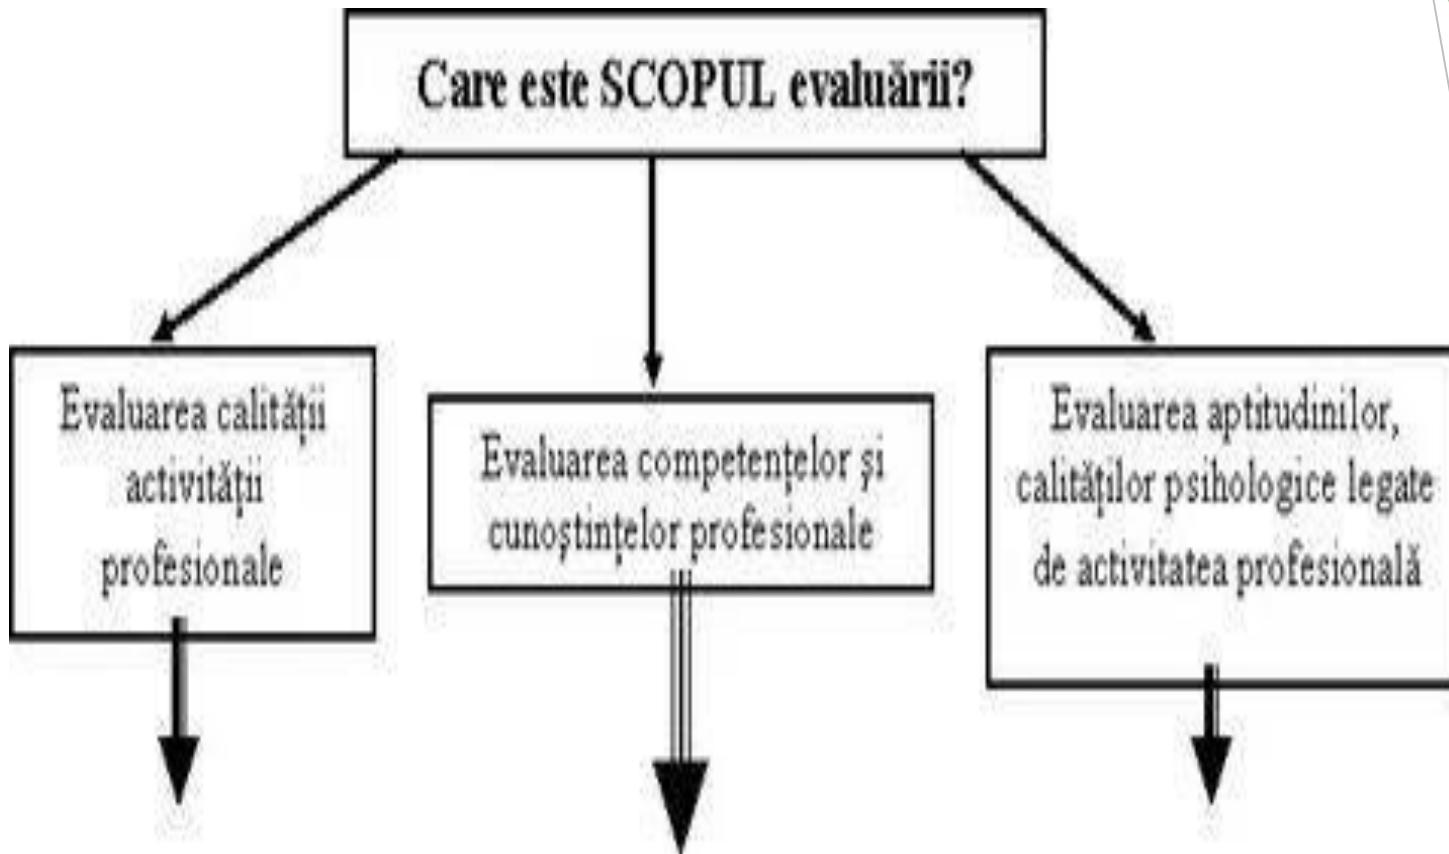 Care este SCOPUL evaluării?
Evaluarea calității
activității
profesionale
Evaluarea competențelor și
cunoștințelor profesionale
Evaluarea aptitudinilor,
calităților psihologice legate
de activitatea profesională